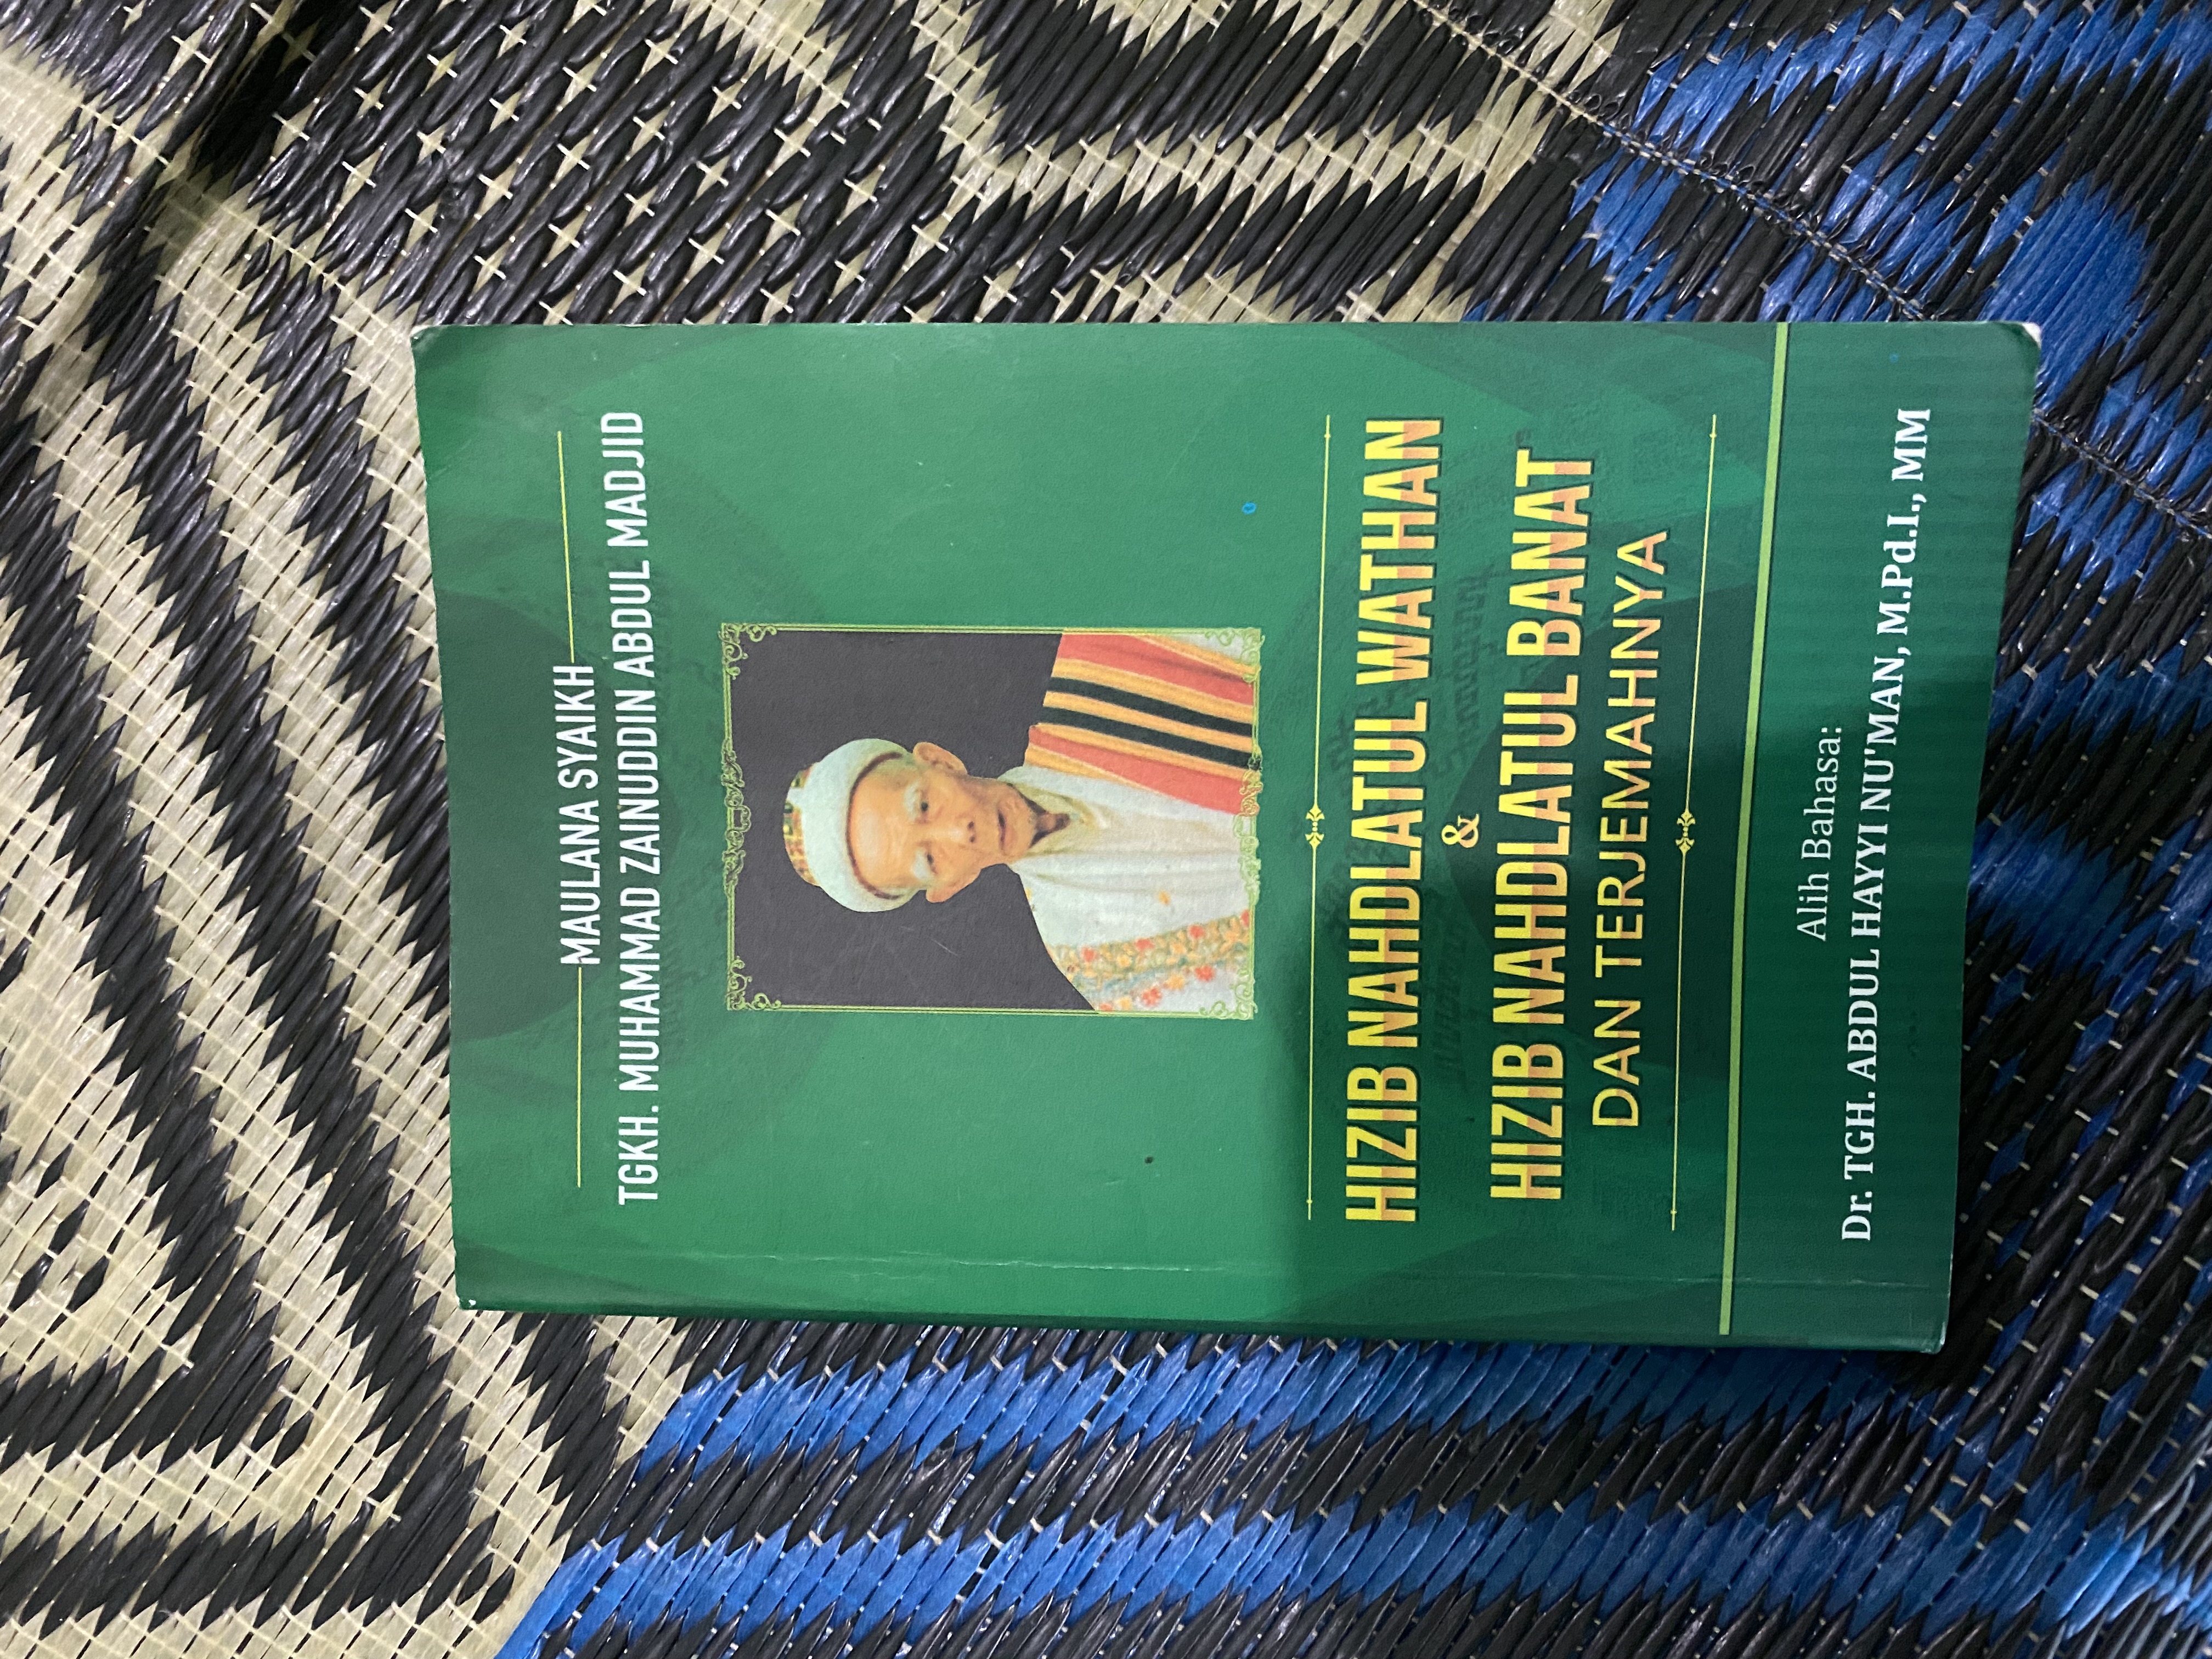 MAULANA SYAIKH
TGKH. MUHAMMAD ZAINUDDIN ABDUL MADJID
HIZIB NAHDLATUL WATHAN
&
HIZIB NAHDLATUL BANAT
DAN TERJEMAHNYA
Alih Bahasa:
Dr. TGH. ABDUL HAYYI NU'MAN, M.Pd.I., MM